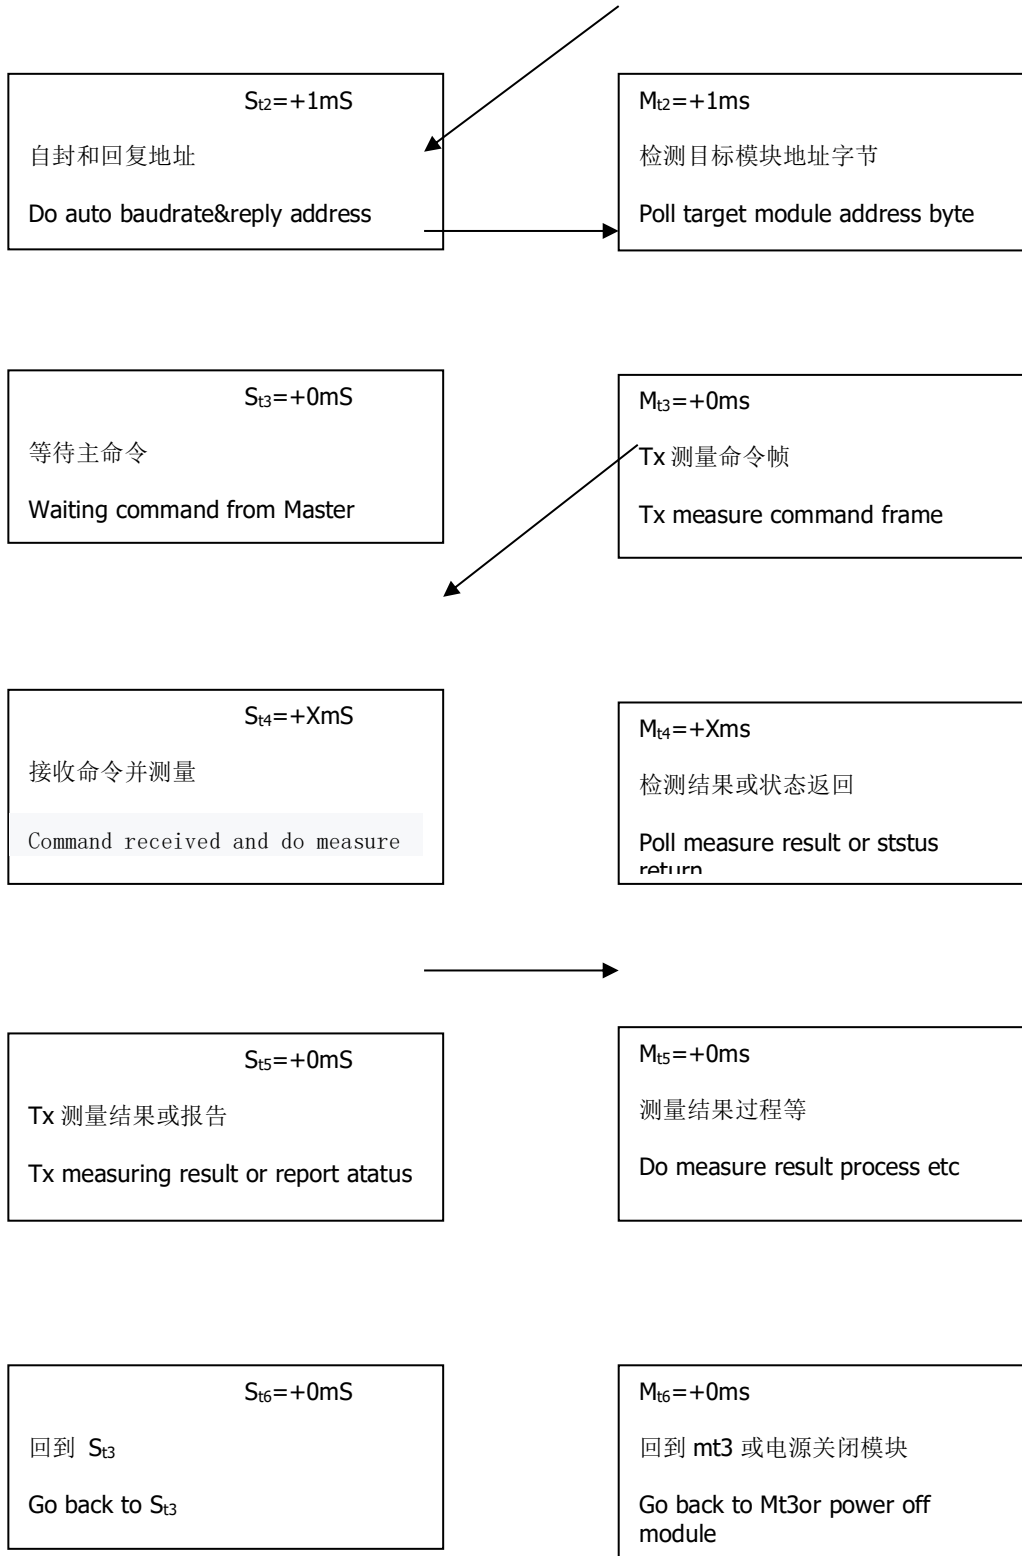 St2=+1mS
自封和回复地址
Do auto baudrate&reply address
Mt2=+1ms
检测目标模块地址字节
Poll target module address byte
St3=+0mS
等待主命令
Waiting command from Master
Mt3=+0ms
Tx 测量命令帧
Tx measure command frame
St4=+XmS
接收命令并测量
Command received and do measure
Mt4=+Xms
检测结果或状态返回
Poll measure result or ststus
return
St5=+0mS
Tx 测量结果或报告
Tx measuring result or report atatus
Mt5=+0ms
测量结果过程等
Do measure result process etc
St6=+0mS
回到 St3
Go back to St3
Mt6=+0ms
回到 mt3 或电源关闭模块
Go back to Mt3or power off
module